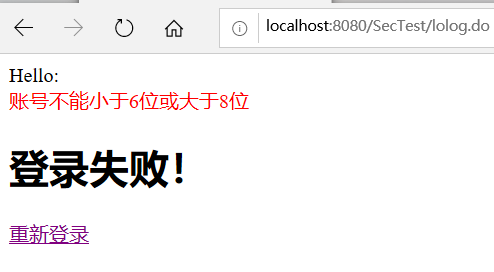 localhost:8080/SecTest/lolog.do
Hello:
账号不能小于6位或大于8位
登录失败！
重新登录